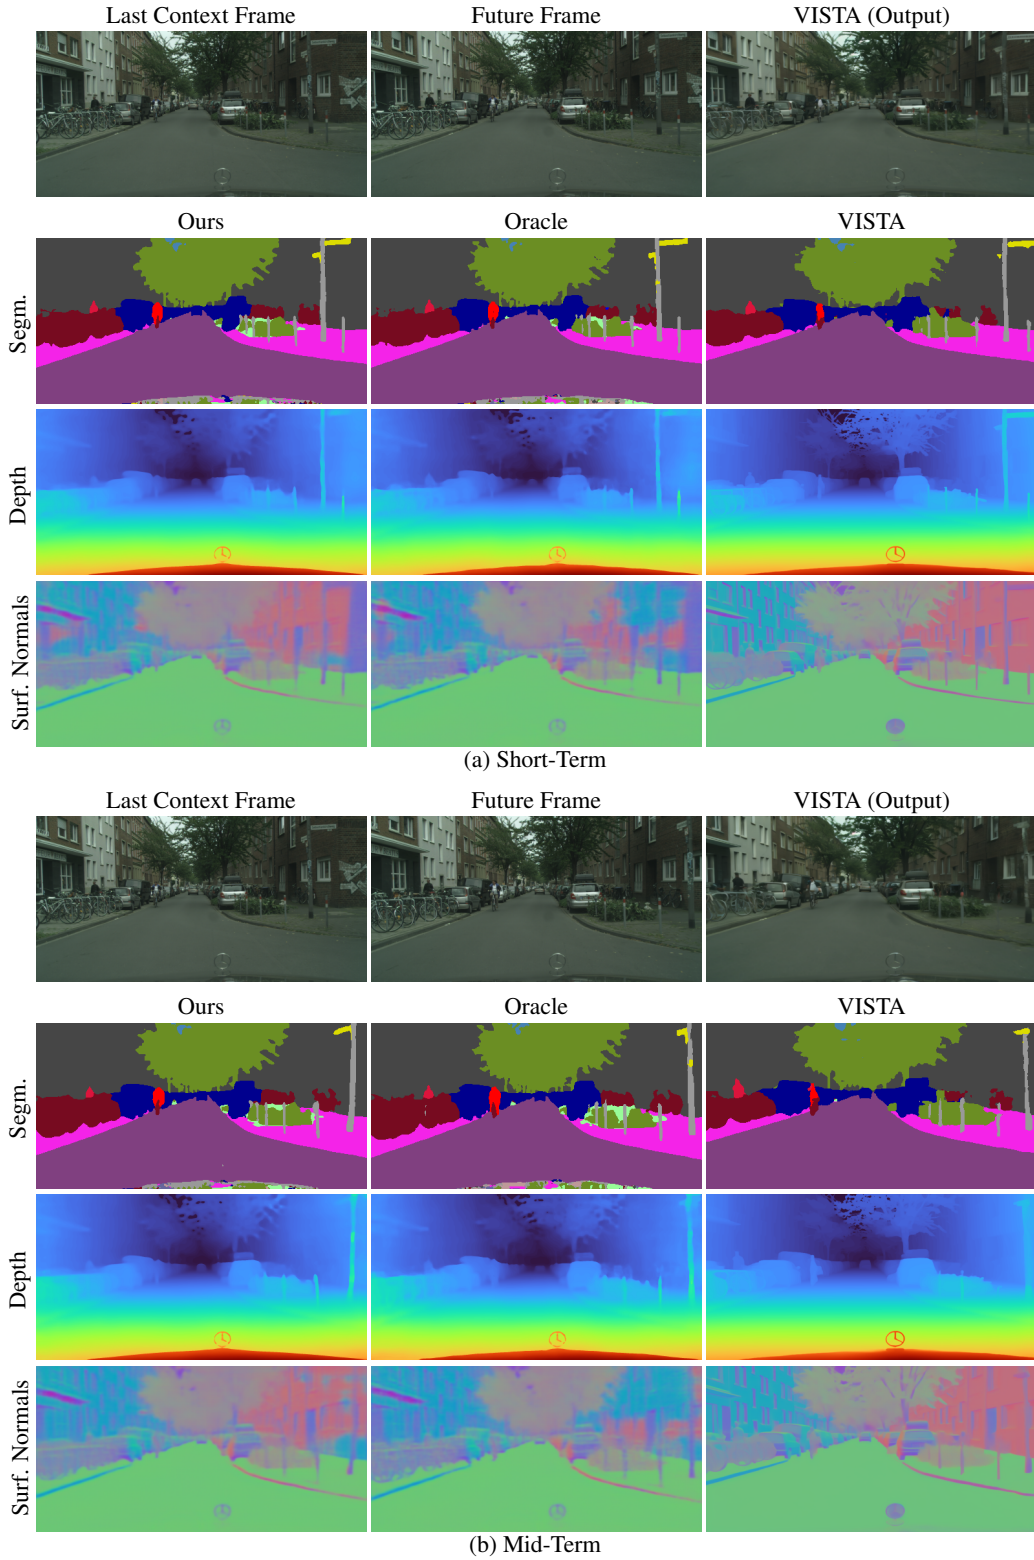 Last Context Frame Future Frame VISTA (Output)
Ours Oracle VISTA
Segm.
Depth
Surf. Normals
(a) Short-Term
Last Context Frame Future Frame VISTA (Output)
Ours Oracle VISTA
Segm.
Depth
Surf. Normals
(b) Mid-Term